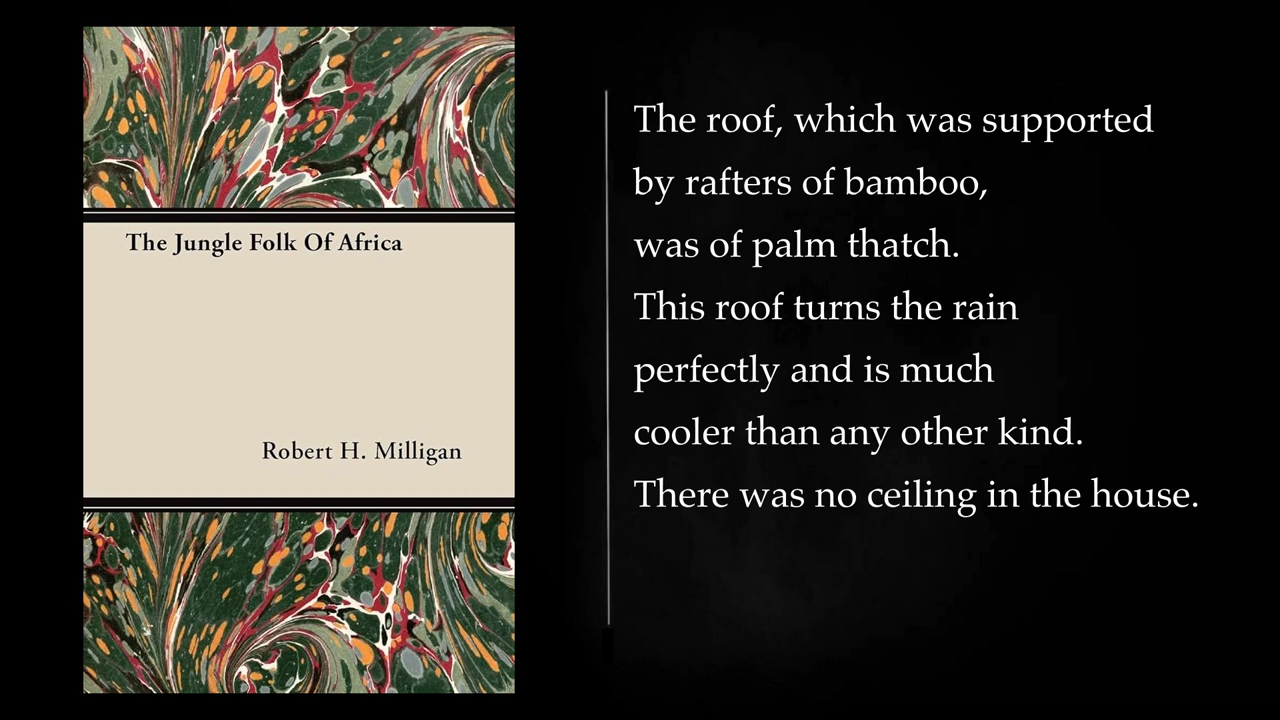 The Jungle Folk Of Africa
Robert H. Milligan
The roof, which was supported
by rafters of bamboo,
was of palm thatch.
This roof turns the rain
perfectly and is much
cooler than any other kind.
There was no ceiling in the house.